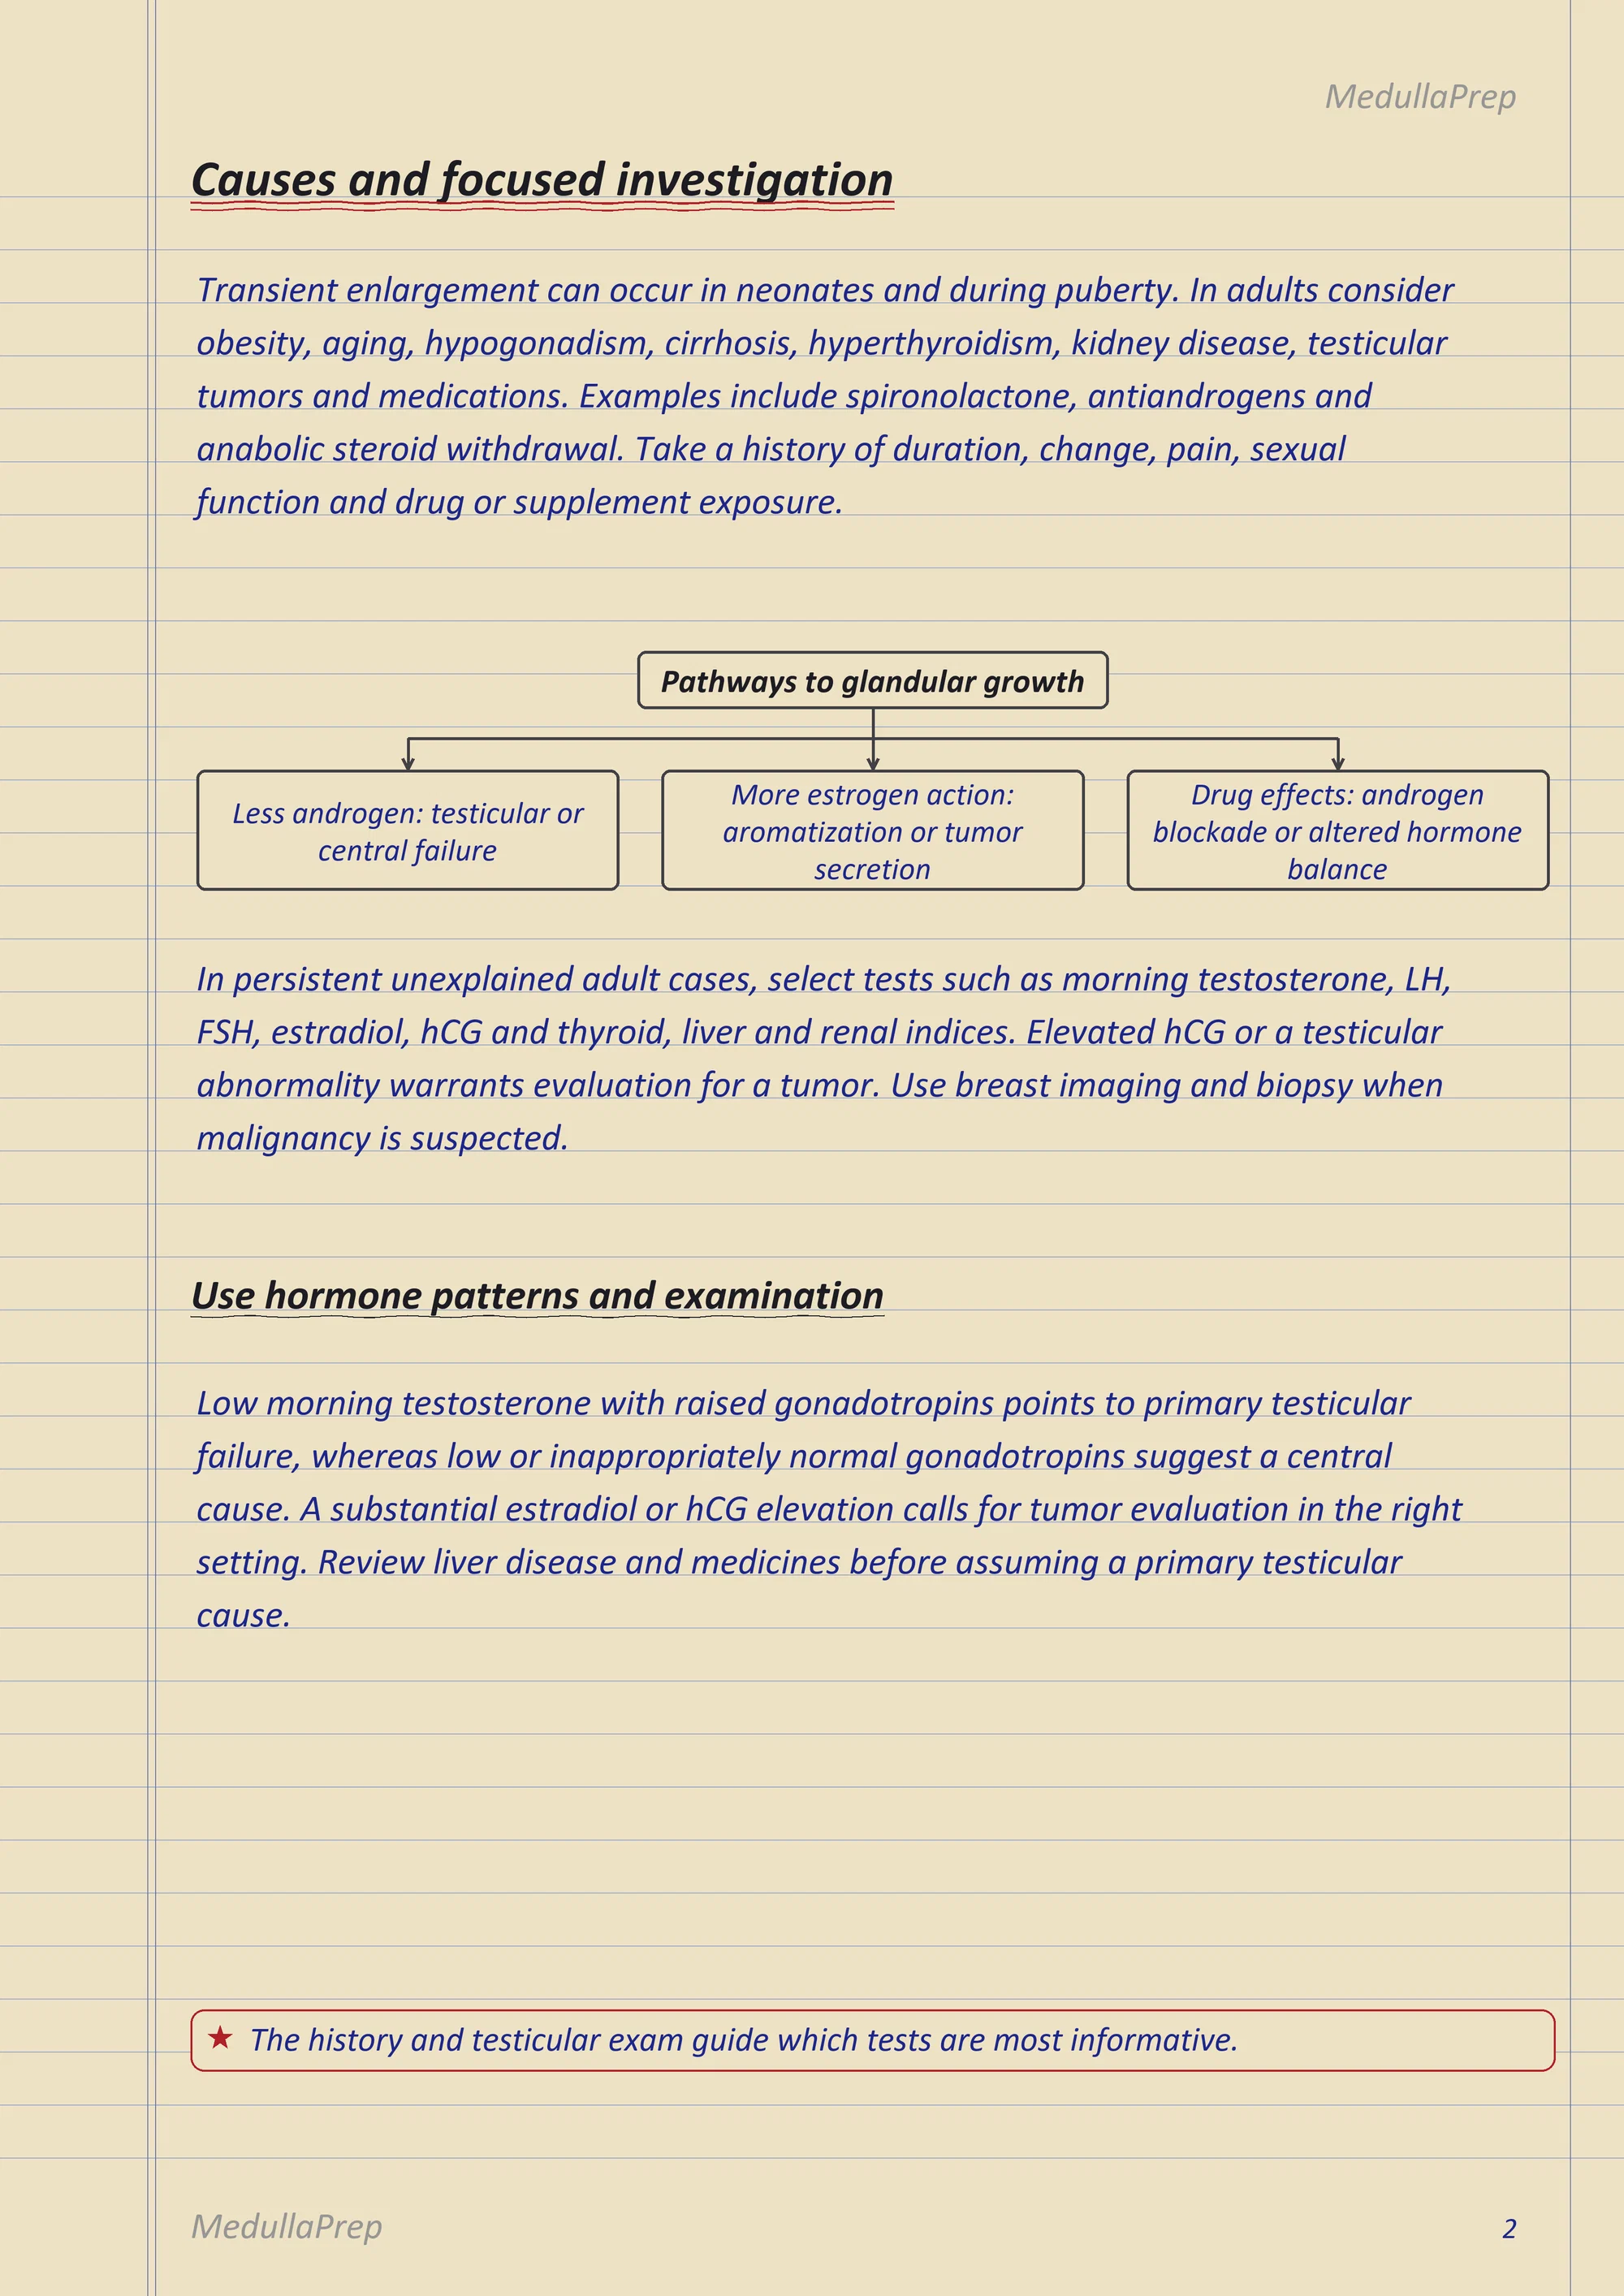 MedullaPrep
Causes and focused investigation
Transient enlargement can occur in neonates and during puberty. In adults consider
obesity, aging, hypogonadism, cirrhosis, hyperthyroidism, kidney disease, testicular
tumors and medications. Examples include spironolactone, antiandrogens and
anabolic steroid withdrawal. Take a history of duration, change, pain, sexual
function and drug or supplement exposure.
Pathways to glandular growth
Less androgen: testicular or
central failure
More estrogen action:
aromatization or tumor
secretion
Drug effects: androgen
blockade or altered hormone
balance
In persistent unexplained adult cases, select tests such as morning testosterone, LH,
FSH, estradiol, hCG and thyroid, liver and renal indices. Elevated hCG or a testicular
abnormality warrants evaluation for a tumor. Use breast imaging and biopsy when
malignancy is suspected.
Use hormone patterns and examination
Low morning testosterone with raised gonadotropins points to primary testicular
failure, whereas low or inappropriately normal gonadotropins suggest a central
cause. A substantial estradiol or hCG elevation calls for tumor evaluation in the right
setting. Review liver disease and medicines before assuming a primary testicular
cause.
★ The history and testicular exam guide which tests are most informative.
MedullaPrep
2